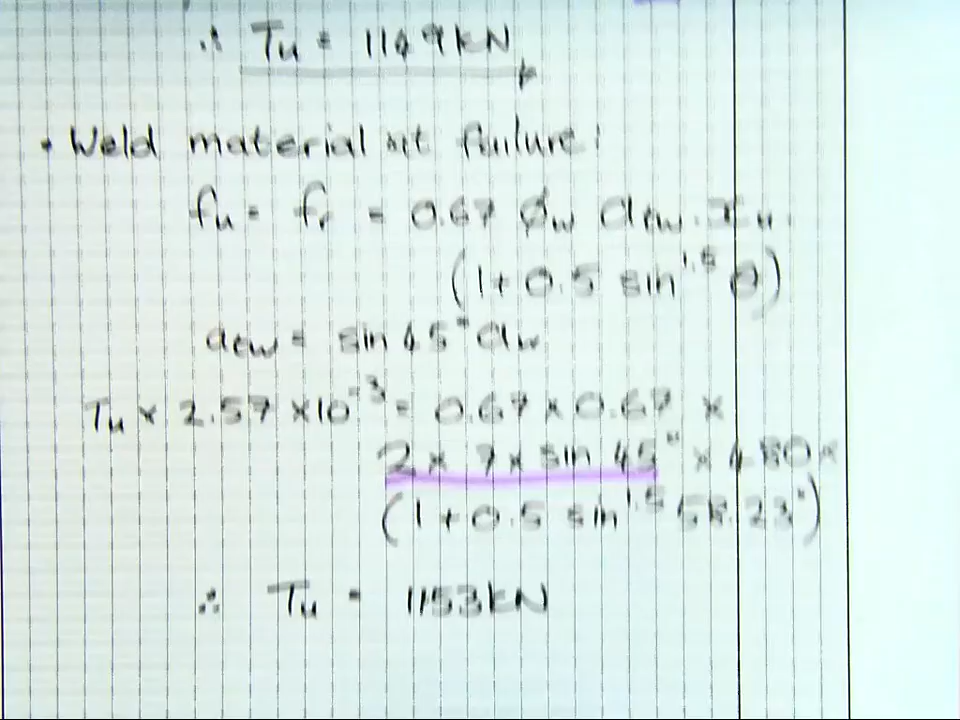 ∴ Tu = 1149kN
• Weld material at failure:
fu = fr = 0.67 ϕw atw . xu .
(1 + 0.5 sin^1.5 θ)
atw = sin 45° aw
Tu × 2.57 × 10^-3 = 0.67 × 0.67 ×
2 × 7 × sin 45° × 480 ×
(1 + 0.5 sin^1.5 58.23°)
∴ Tu = 1153kN